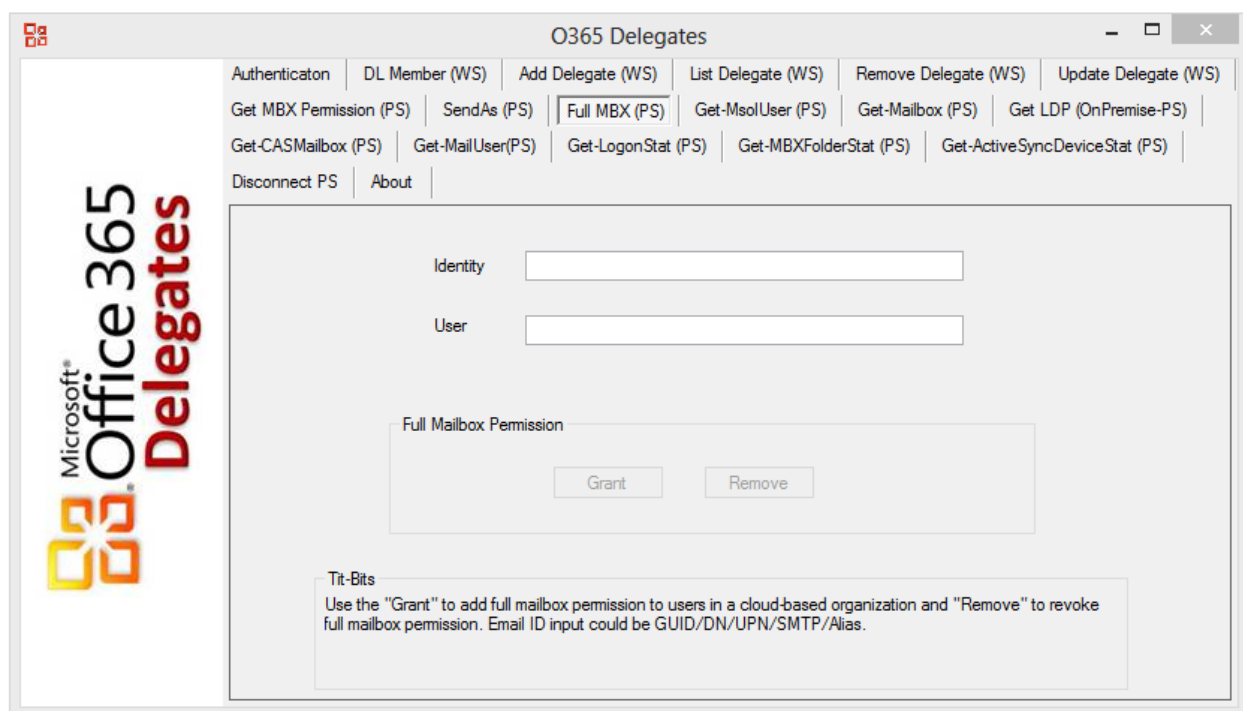 O365 Delegates
Authenticaton DL Member (WS) Add Delegate (WS) List Delegate (WS) Remove Delegate (WS) Update Delegate (WS)
Get MBX Permission (PS) SendAs (PS) Full MBX (PS) Get-MsolUser (PS) Get-Mailbox (PS) Get LDP (OnPremise-PS)
Get-CASMailbox (PS) Get-MailUser(PS) Get-LogonStat (PS) Get-MBXFolderStat (PS) Get-ActiveSyncDeviceStat (PS)
Disconnect PS About
Microsoft®
Office 365
Delegates
Identity
User
Full Mailbox Permission
Grant Remove
Tit-Bits
Use the "Grant" to add full mailbox permission to users in a cloud-based organization and "Remove" to revoke
full mailbox permission. Email ID input could be GUID/DN/UPN/SMTP/Alias.